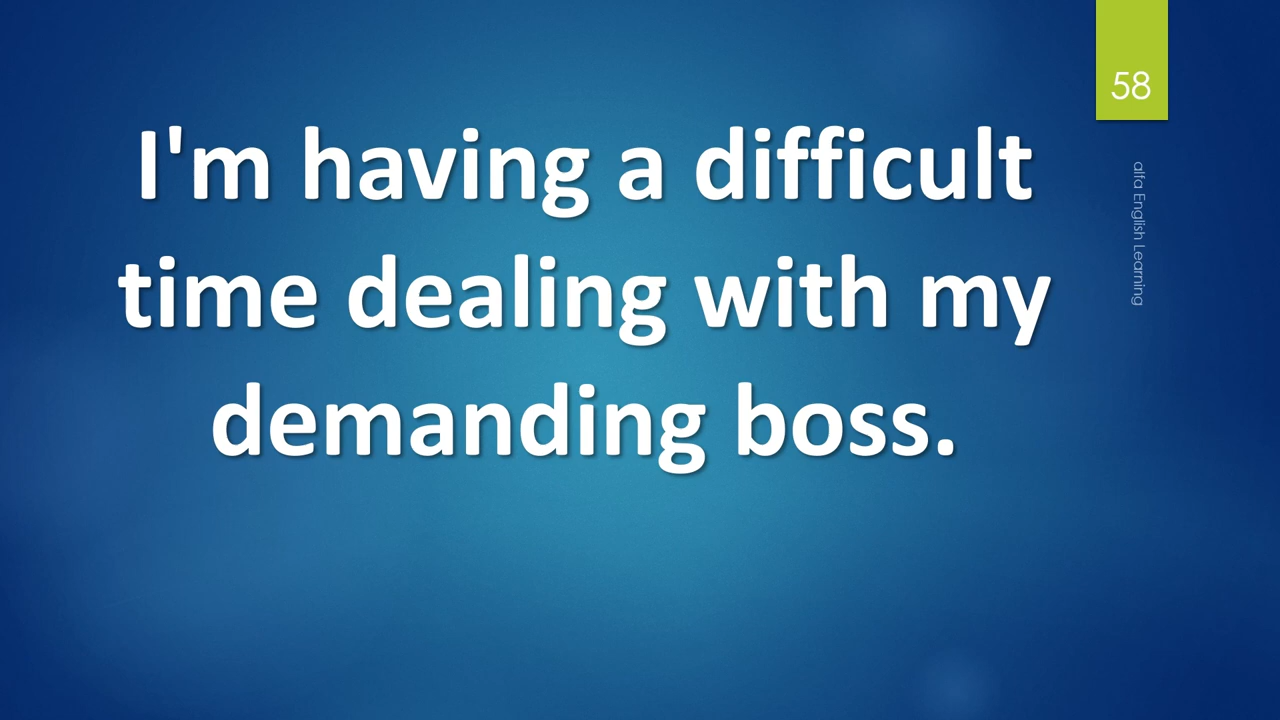 58
I'm having a difficult
time dealing with my
demanding boss.
alfa English Learning